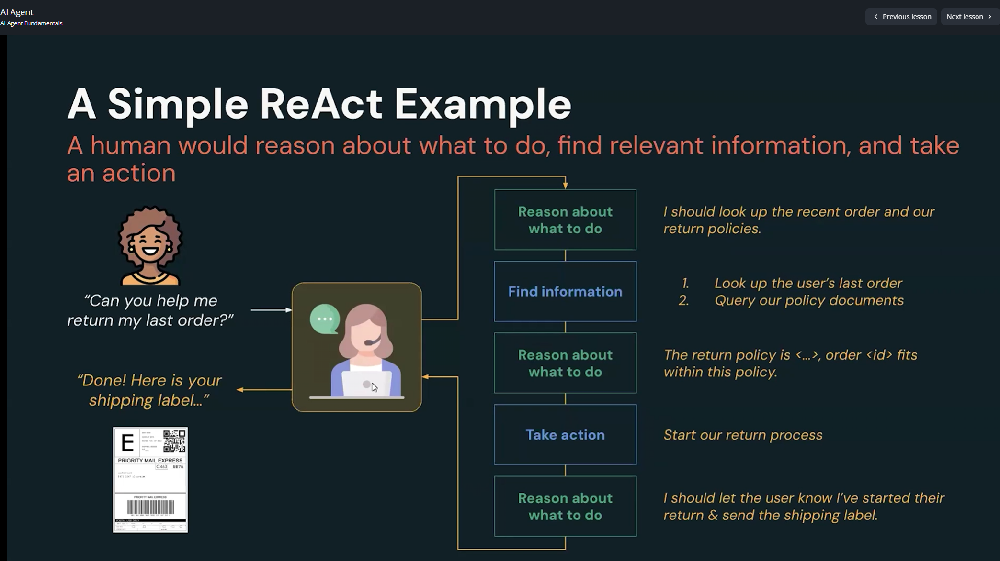 AI Agent
AI Agent Fundamentals
Previous lesson
Next lesson
A Simple ReAct Example
A human would reason about what to do, find relevant information, and take
an action
“Can you help me
return my last order?”
“Done! Here is your
shipping label...”
E
PRIORITY MAIL EXPRESS
C463 BB76
PRIORITY MAIL EXPRESS
POSTAL USE ONLY
Reason about
what to do
I should look up the recent order and our
return policies.
Find information
1. Look up the user’s last order
2. Query our policy documents
Reason about
what to do
The return policy is <...>, order <id> fits
within this policy.
Take action
Start our return process
Reason about
what to do
I should let the user know I’ve started their
return & send the shipping label.